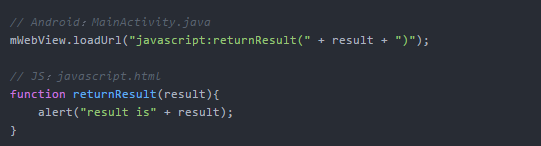 // Android：MainActivity.java
mWebView.loadUrl("javascript:returnResult(" + result + ")");
// JS：javascript.html
function returnResult(result){
    alert("result is" + result);
}